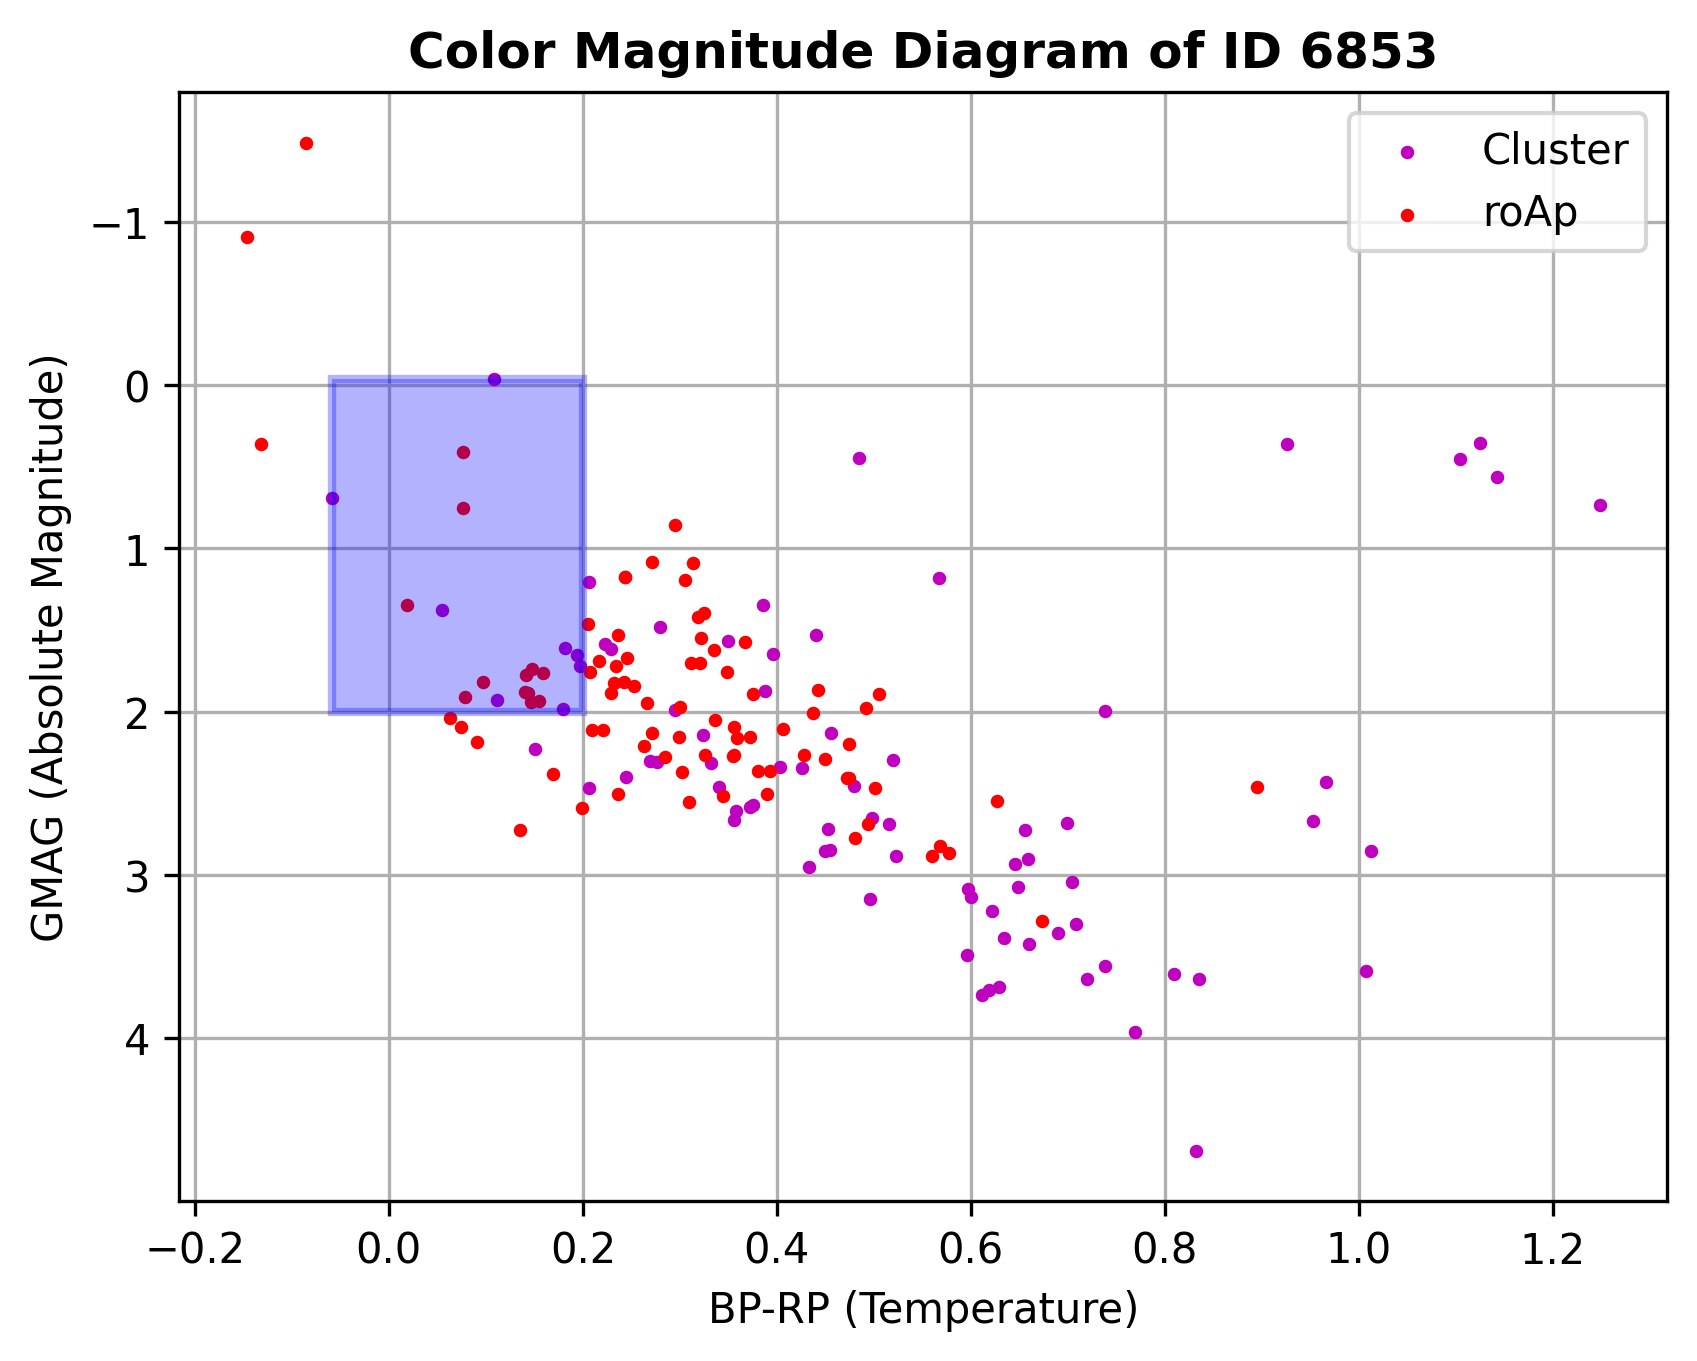 Color Magnitude Diagram of ID 6853
Cluster
roAp
GMAG (Absolute Magnitude)
−1
0
1
2
3
4
−0.2 0.0 0.2 0.4 0.6 0.8 1.0 1.2
BP-RP (Temperature)